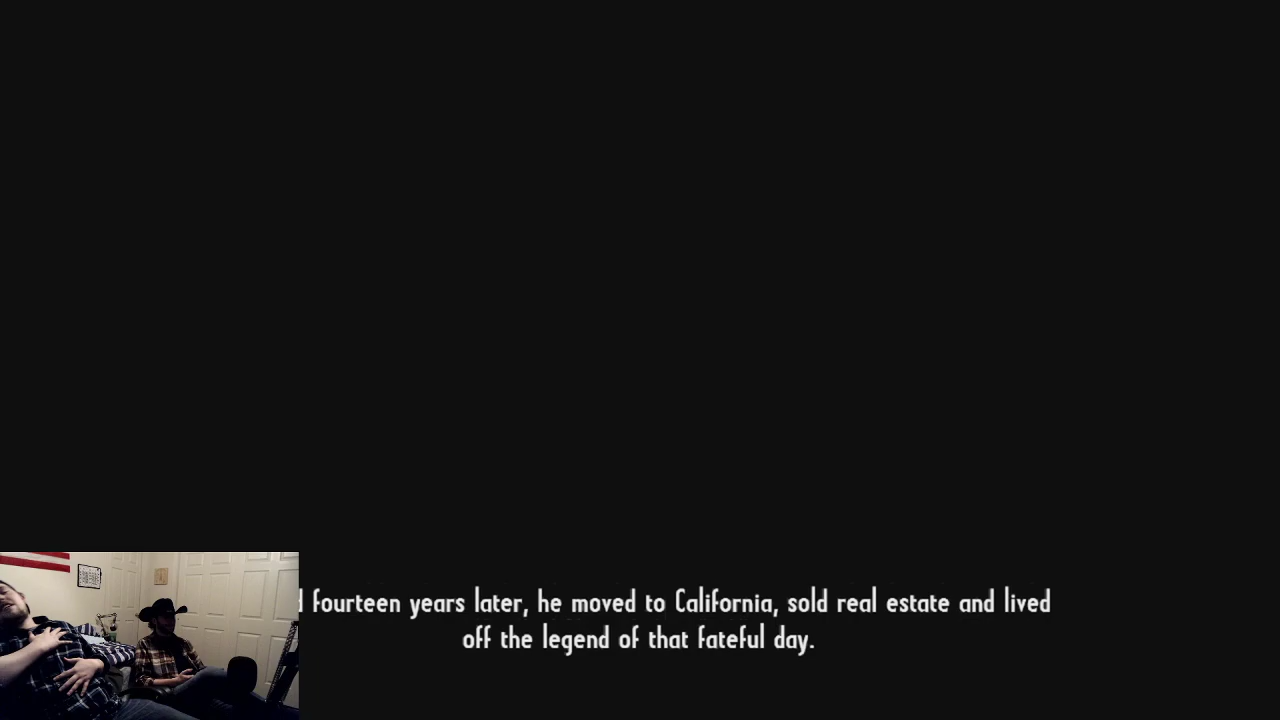 fourteen years later, he moved to California, sold real estate and lived
off the legend of that fateful day.